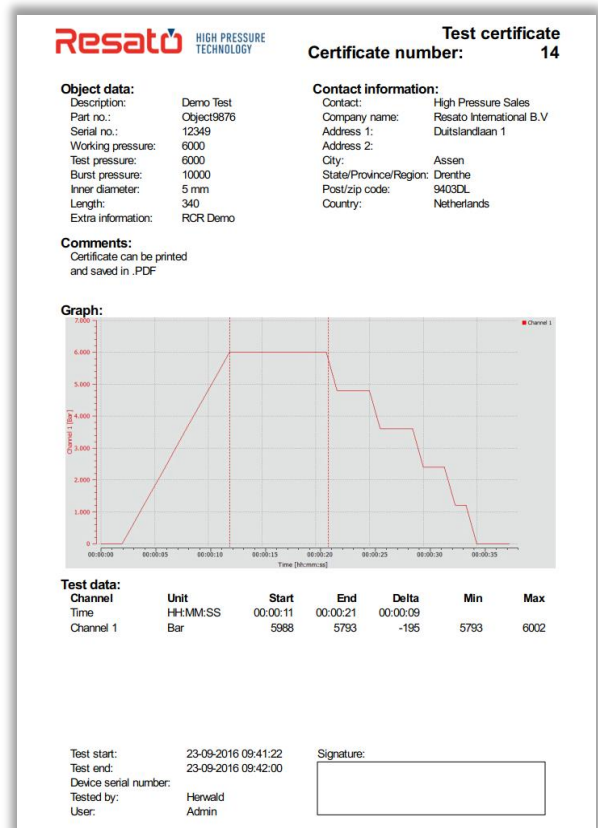 Resato HIGH PRESSURE
TECHNOLOGY
Test certificate
Certificate number: 14
Object data:
Description: Demo Test
Part no.: Object9876
Serial no.: 12349
Working pressure: 6000
Test pressure: 6000
Burst pressure: 10000
Inner diameter: 5 mm
Length: 340
Extra information: RCR Demo
Contact information:
Contact: High Pressure Sales
Company name: Resato International B.V
Address 1: Duitslandlaan 1
Address 2:
City: Assen
State/Province/Region: Drenthe
Post/zip code: 9403DL
Country: Netherlands
Comments:
Certificate can be printed
and saved in .PDF
Graph:
Channel 1
Channel 1 [Bar]
7.000
6.000
5.000
4.000
3.000
2.000
1.000
0
00:00:09 00:00:05 00:00:10 00:00:15 00:00:20 00:00:25 00:00:30 00:00:35
Time [hh:mm:ss]
Test data:
Channel Unit Start End Delta Min Max
Time HH:MM:SS 00:00:11 00:00:21 00:00:09
Channel 1 Bar 5988 5793 -195 5793 6002
Test start: 23-09-2016 09:41:22
Test end: 23-09-2016 09:42:00
Device serial number:
Tested by: Herwald
User: Admin
Signature: